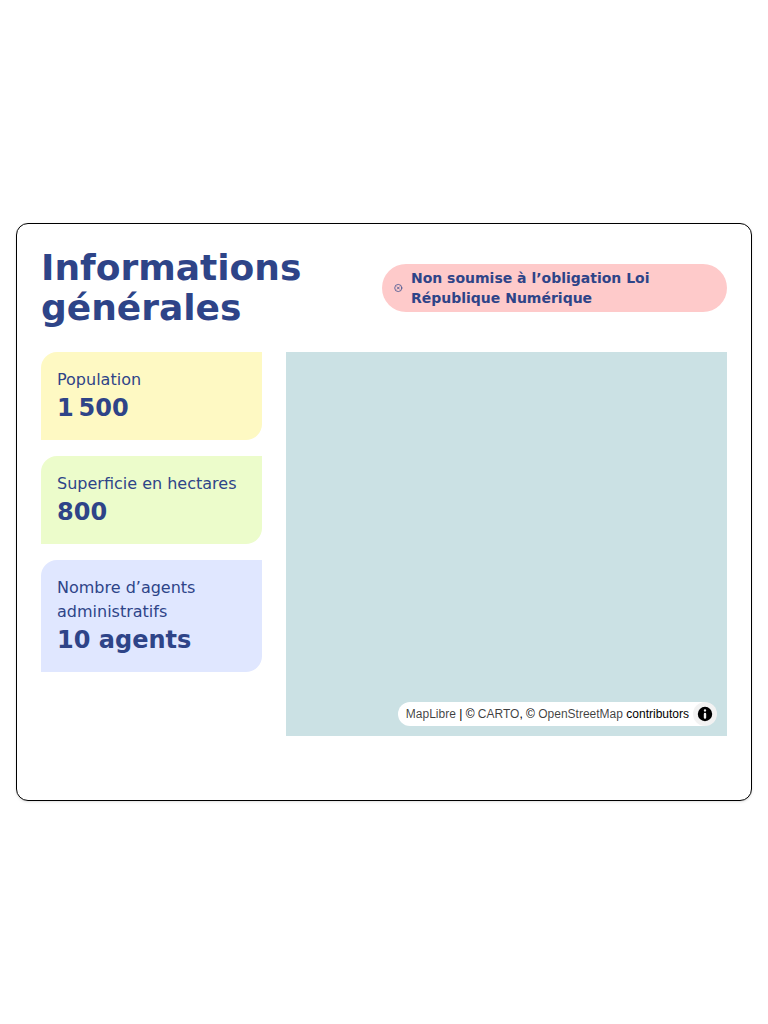 Informations
générales
Non soumise à l’obligation Loi
République Numérique
Population
1 500
Superficie en hectares
800
Nombre d’agents
administratifs
10 agents
MapLibre | © CARTO, © OpenStreetMap contributors